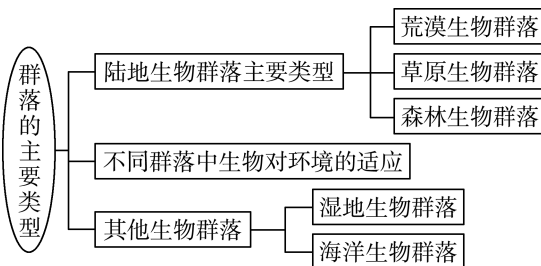 群落的主要类型
陆地生物群落主要类型
荒漠生物群落
草原生物群落
森林生物群落
不同群落中生物对环境的适应
其他生物群落
湿地生物群落
海洋生物群落